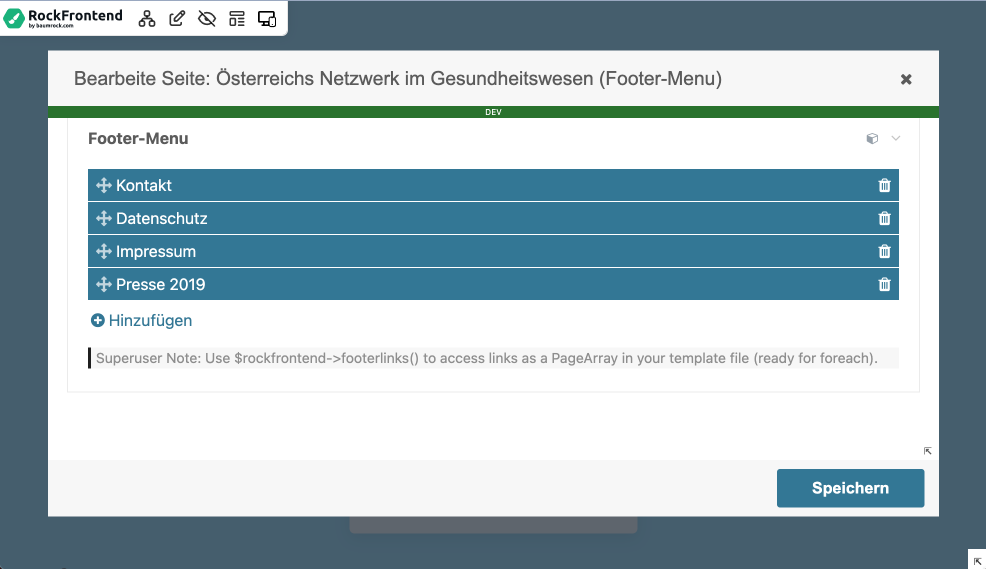 RockFrontend
by baumrock.com
Bearbeite Seite: Österreichs Netzwerk im Gesundheitswesen (Footer-Menu)
DEV
Footer-Menu
Kontakt
Datenschutz
Impressum
Presse 2019
Hinzufügen
Superuser Note: Use $rockfrontend->footerlinks() to access links as a PageArray in your template file (ready for foreach).
Speichern